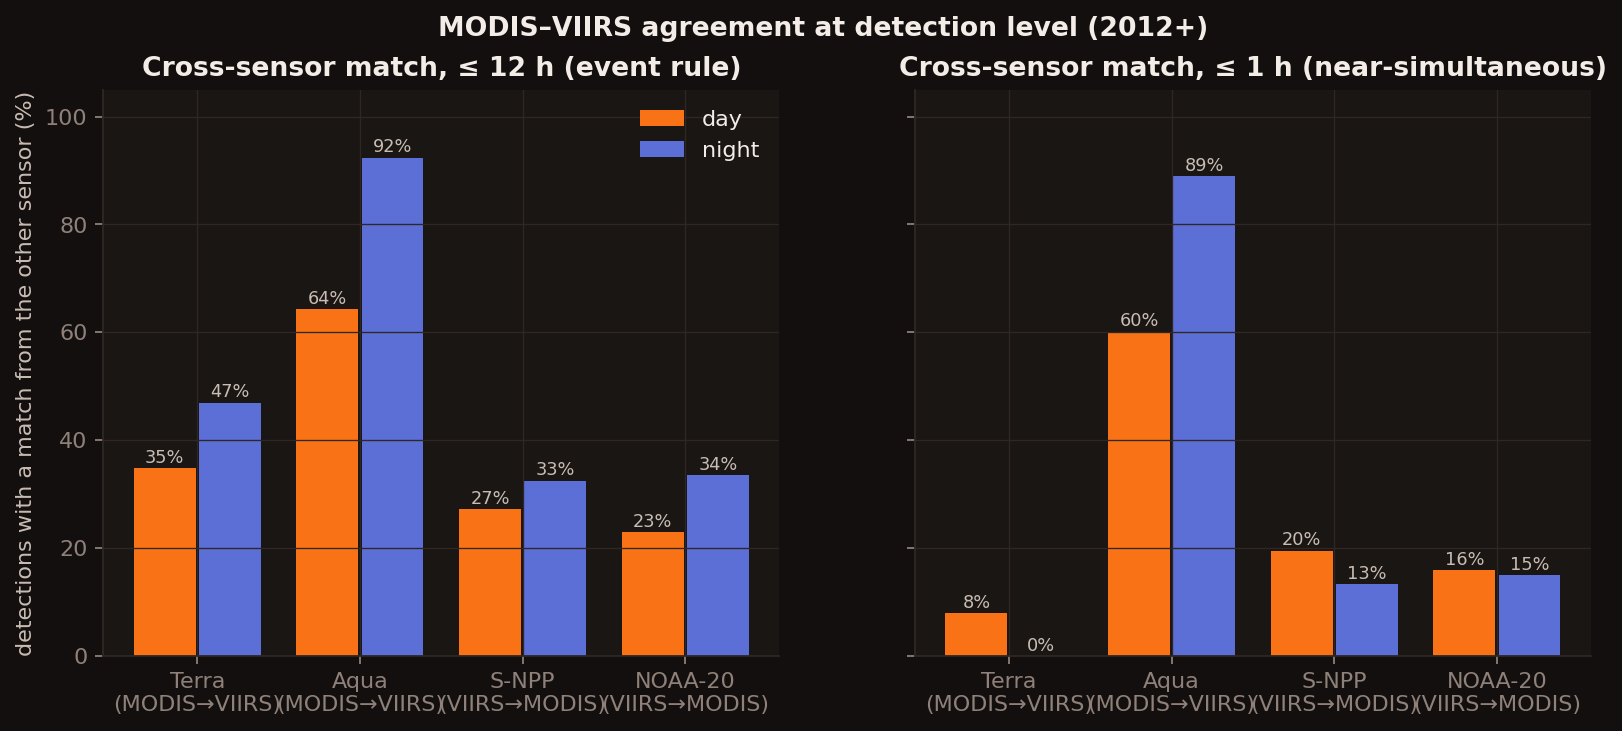 MODIS–VIIRS agreement at detection level (2012+)
Cross-sensor match, ≤ 12 h (event rule)
detections with a match from the other sensor (%)
100
80
60
40
20
0
day
night
35%
47%
64%
92%
27%
33%
23%
34%
Terra
(MODIS→VIIRS)
Aqua
(MODIS→VIIRS)
S-NPP
(VIIRS→MODIS)
NOAA-20
(VIIRS→MODIS)
Cross-sensor match, ≤ 1 h (near-simultaneous)
8%
0%
60%
89%
20%
13%
16%
15%
Terra
(MODIS→VIIRS)
Aqua
(MODIS→VIIRS)
S-NPP
(VIIRS→MODIS)
NOAA-20
(VIIRS→MODIS)